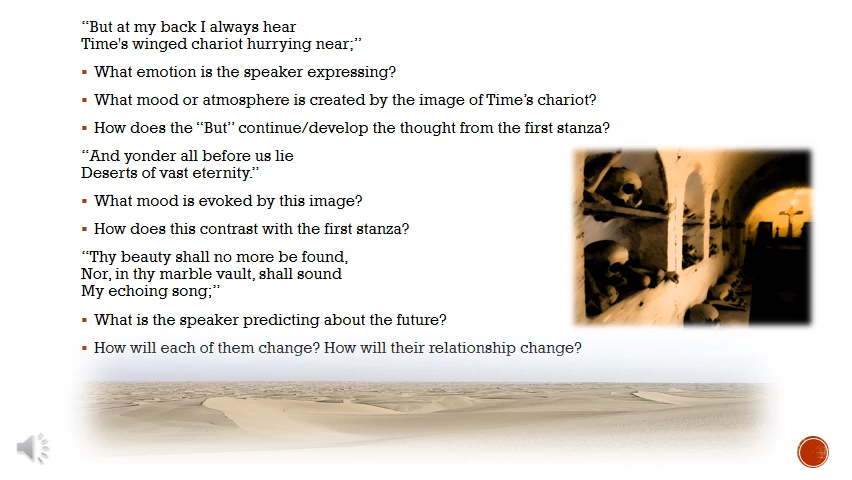 “But at my back I always hear
Time's winged chariot hurrying near;”
▪ What emotion is the speaker expressing?
▪ What mood or atmosphere is created by the image of Time’s chariot?
▪ How does the “But” continue/develop the thought from the first stanza?
“And yonder all before us lie
Deserts of vast eternity.”
▪ What mood is evoked by this image?
▪ How does this contrast with the first stanza?
“Thy beauty shall no more be found,
Nor, in thy marble vault, shall sound
My echoing song;”
▪ What is the speaker predicting about the future?
▪ How will each of them change? How will their relationship change?